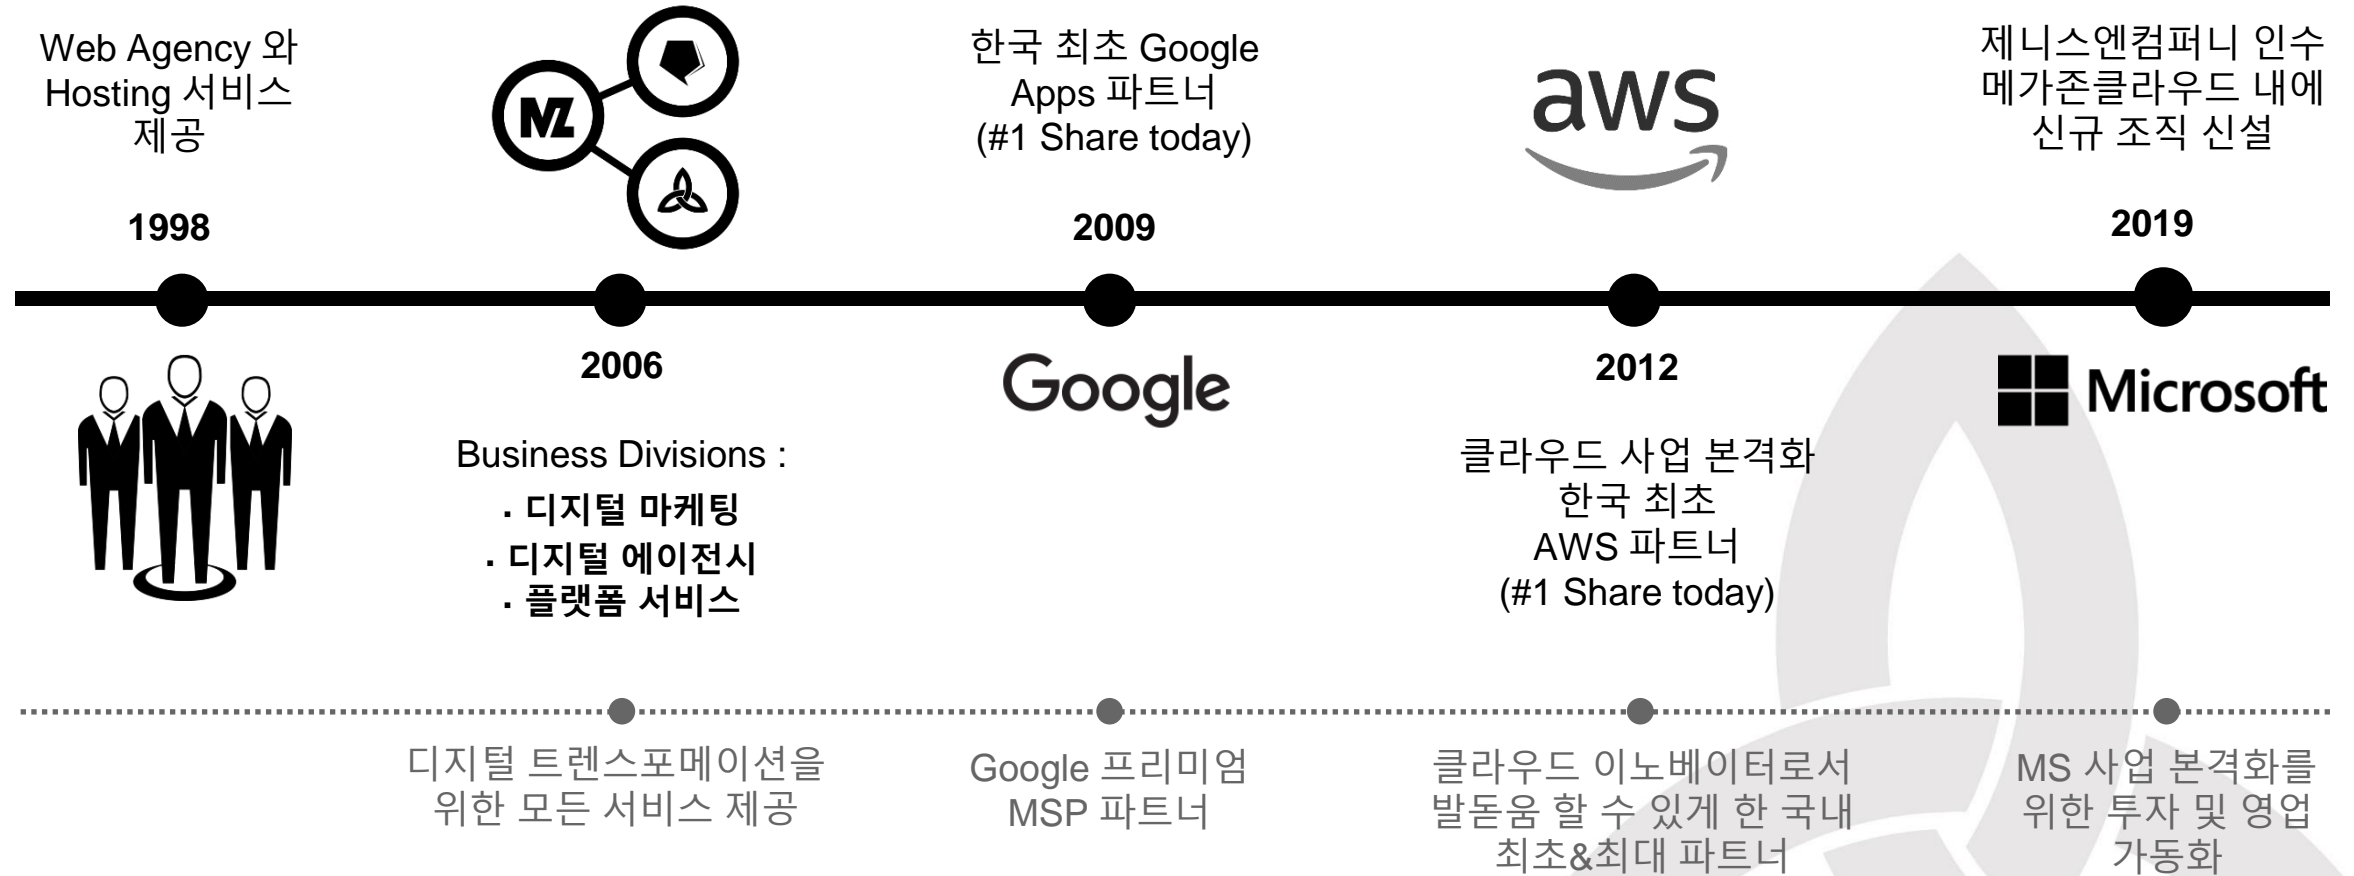 Web Agency 와
Hosting 서비스
제공
1998
MZ
2006
Business Divisions :
· 디지털 마케팅
· 디지털 에이전시
· 플랫폼 서비스
한국 최초 Google
Apps 파트너
(#1 Share today)
2009
Google
aws
2012
클라우드 사업 본격화
한국 최초
AWS 파트너
(#1 Share today)
제니스엔컴퍼니 인수
메가존클라우드 내에
신규 조직 신설
2019
Microsoft
디지털 트렌스포메이션을
위한 모든 서비스 제공
Google 프리미엄
MSP 파트너
클라우드 이노베이터로서
발돋움 할 수 있게 한 국내
최초&최대 파트너
MS 사업 본격화를
위한 투자 및 영업
가동화